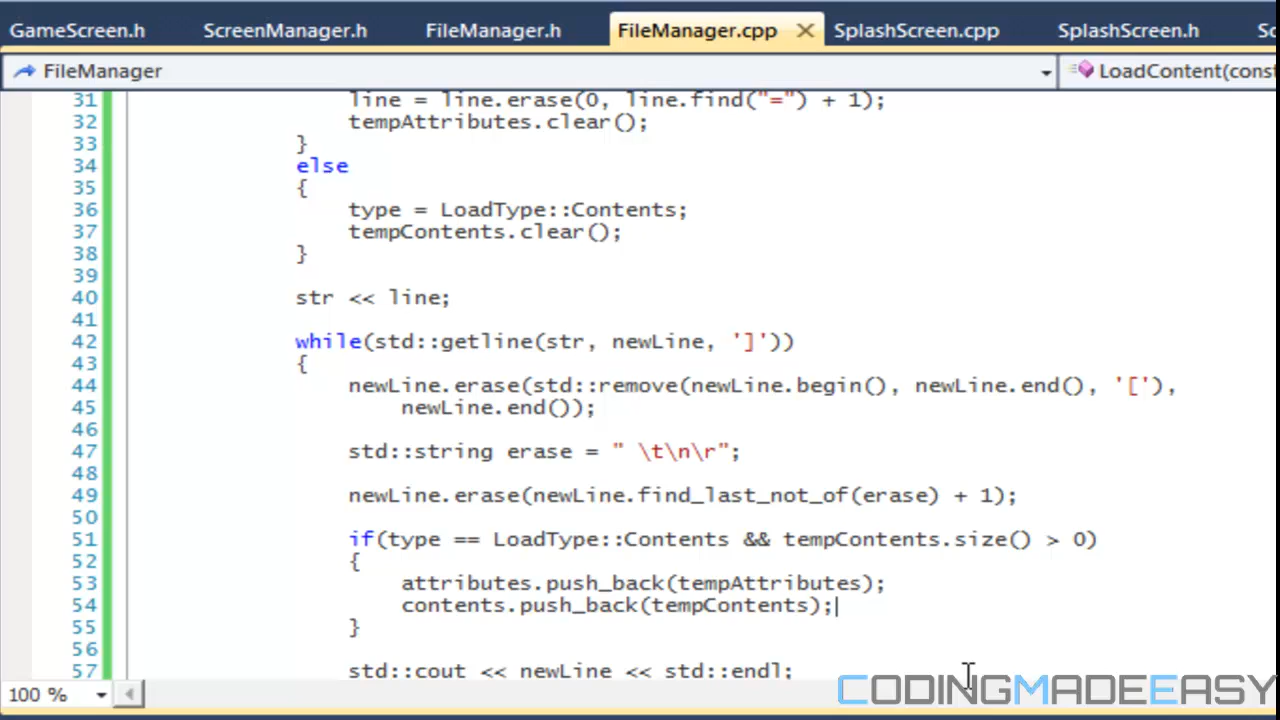 GameScreen.h ScreenManager.h FileManager.h FileManager.cpp SplashScreen.cpp SplashScreen.h Sc
FileManager LoadContent(const
31 line = line.erase(0, line.find("=") + 1);
32 tempAttributes.clear();
33 }
34 else
35 {
36 type = LoadType::Contents;
37 tempContents.clear();
38 }
39
40 str << line;
41
42 while(std::getline(str, newLine, ']'))
43 {
44 newLine.erase(std::remove(newLine.begin(), newLine.end(), '['),
45 newLine.end());
46
47 std::string erase = " \t\n\r";
48
49 newLine.erase(newLine.find_last_not_of(erase) + 1);
50
51 if(type == LoadType::Contents && tempContents.size() > 0)
52 {
53 attributes.push_back(tempAttributes);
54 contents.push_back(tempContents);
55 }
56
57 std::cout << newLine << std::endl;
100 %
CODINGMADEEASY